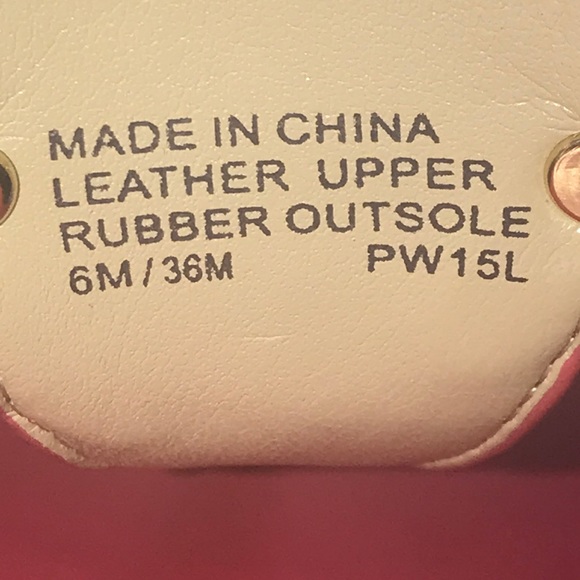 MADE IN CHINA
LEATHER UPPER
RUBBER OUTSOLE
6M / 36M PW15L